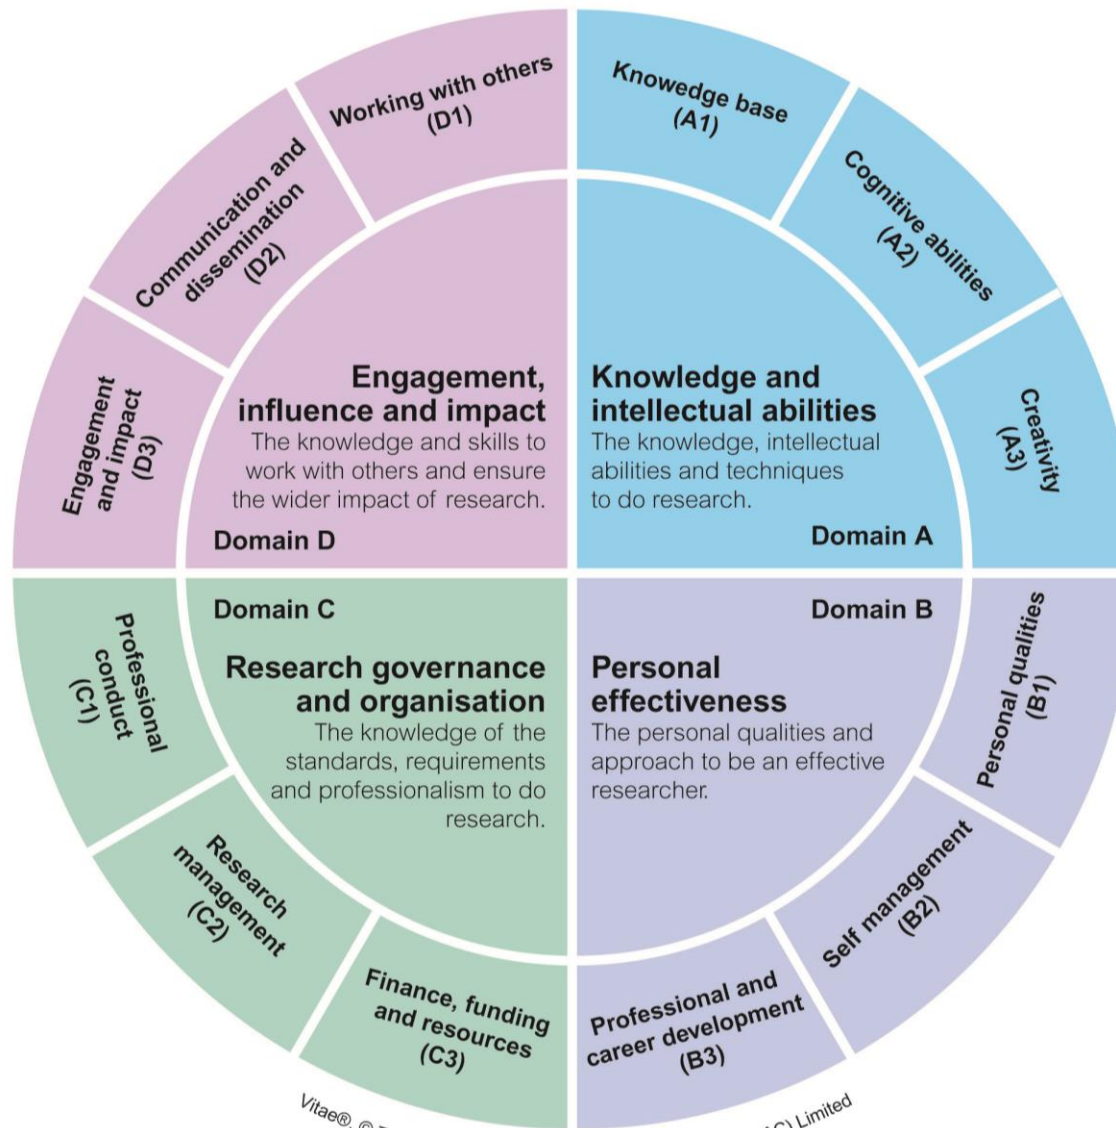 Working with others
(D1)
Communication and
dissemination
(D2)
Engagement
and impact
(D3)
Knowedge base
(A1)
Cognitive abilities
(A2)
Creativity
(A3)
Engagement,
influence and impact
The knowledge and skills to
work with others and ensure
the wider impact of research.
Domain D
Knowledge and
intellectual abilities
The knowledge, intellectual
abilities and techniques
to do research.
Domain A
Domain C
Research governance
and organisation
The knowledge of the
standards, requirements
and professionalism to do
research.
Domain B
Personal
effectiveness
The personal qualities and
approach to be an effective
researcher.
Professional
conduct
(C1)
Research
management
(C2)
Finance, funding
and resources
(C3)
Personal qualities
(B1)
Self management
(B2)
Professional and
career development
(B3)
Vitae®, ©
Limited